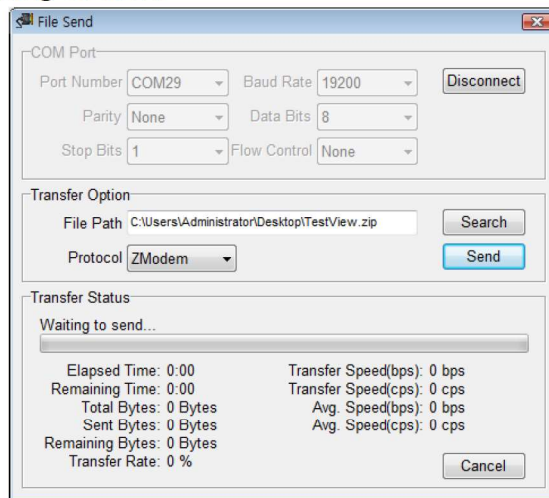 File Send
COM Port
Port Number COM29 Baud Rate 19200 Disconnect
Parity None Data Bits 8
Stop Bits 1 Flow Control None
Transfer Option
File Path C:\Users\Administrator\Desktop\TestView.zip Search
Protocol ZModem Send
Transfer Status
Waiting to send...
Elapsed Time: 0:00 Transfer Speed(bps): 0 bps
Remaining Time: 0:00 Transfer Speed(cps): 0 cps
Total Bytes: 0 Bytes Avg. Speed(bps): 0 bps
Sent Bytes: 0 Bytes Avg. Speed(cps): 0 cps
Remaining Bytes: 0 Bytes
Transfer Rate: 0 % Cancel